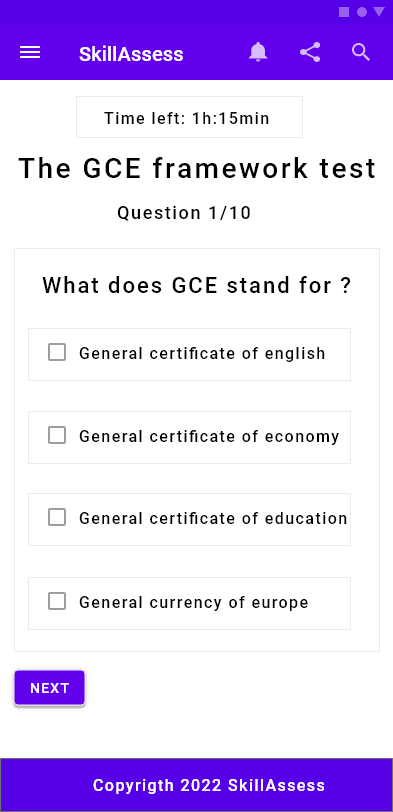 SkillAssess
Time left: 1h:15min
The GCE framework test
Question 1/10
What does GCE stand for ?
General certificate of english
General certificate of economy
General certificate of education
General currency of europe
NEXT
Copyrigth 2022 SkillAssess